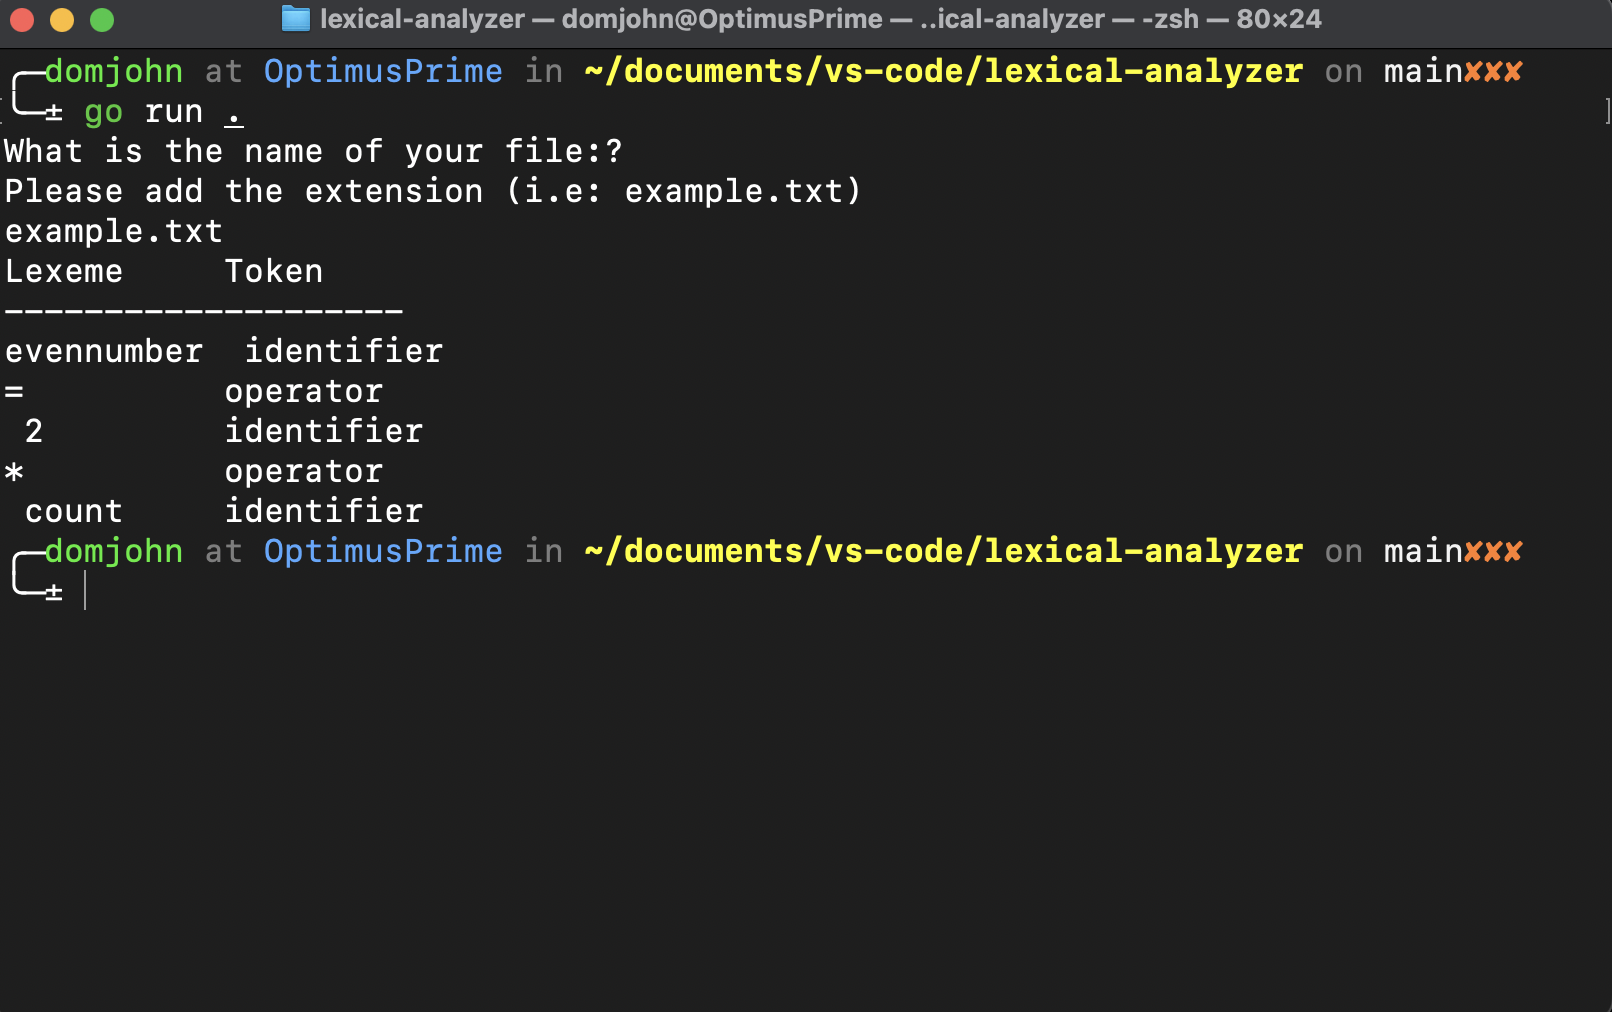 lexical-analyzer — domjohn@OptimusPrime — ..ical-analyzer — -zsh — 80×24
╭─domjohn at OptimusPrime in ~/documents/vs-code/lexical-analyzer on main✘✘✘
╰─± go run .
What is the name of your file:?
Please add the extension (i.e: example.txt)
example.txt
Lexeme     Token
--------------------
evennumber  identifier
=          operator
 2         identifier
*          operator
 count     identifier
╭─domjohn at OptimusPrime in ~/documents/vs-code/lexical-analyzer on main✘✘✘
╰─±